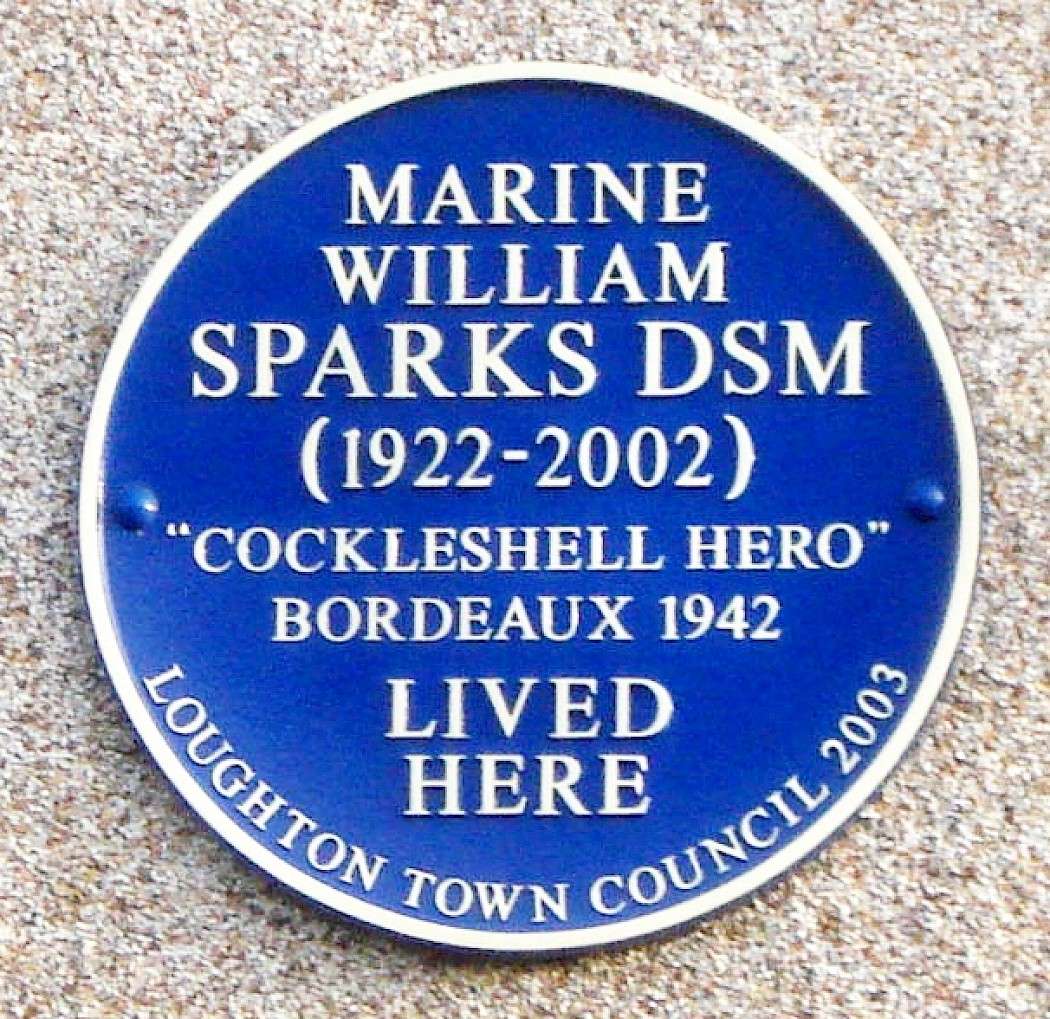 MARINE
WILLIAM
SPARKS DSM
(1922-2002)
“COCKLESHELL HERO”
BORDEAUX 1942
LIVED
HERE
LOUGHTON TOWN COUNCIL 2003